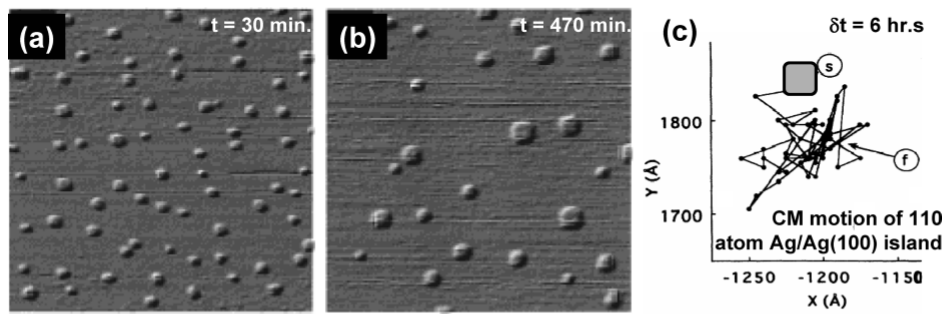 (a)
t = 30 min.
(b)
t = 470 min.
(c)
δt = 6 hr.s
s
1800
f
Y (Å)
1700
CM motion of 110
atom Ag/Ag(100) island
-1250
-1200
-1150
X (Å)